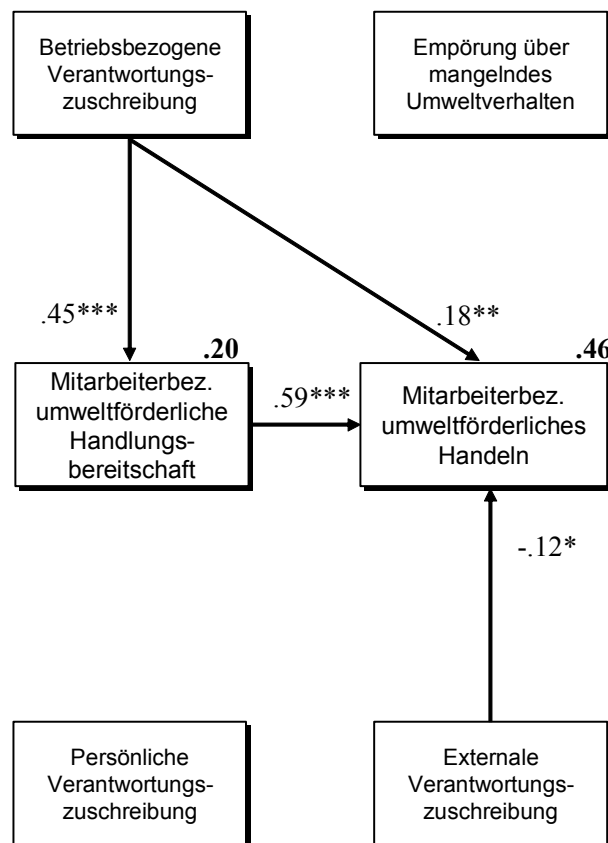 Betriebsbezogene
Verantwortungs-
zuschreibung
Empörung über
mangelndes
Umweltverhalten
.45***
.18**
.20
.46
Mitarbeiterbez.
umweltförderliche
Handlungs-
bereitschaft
.59***
Mitarbeiterbez.
umweltförderliches
Handeln
-.12*
Persönliche
Verantwortungs-
zuschreibung
Externale
Verantwortungs-
zuschreibung